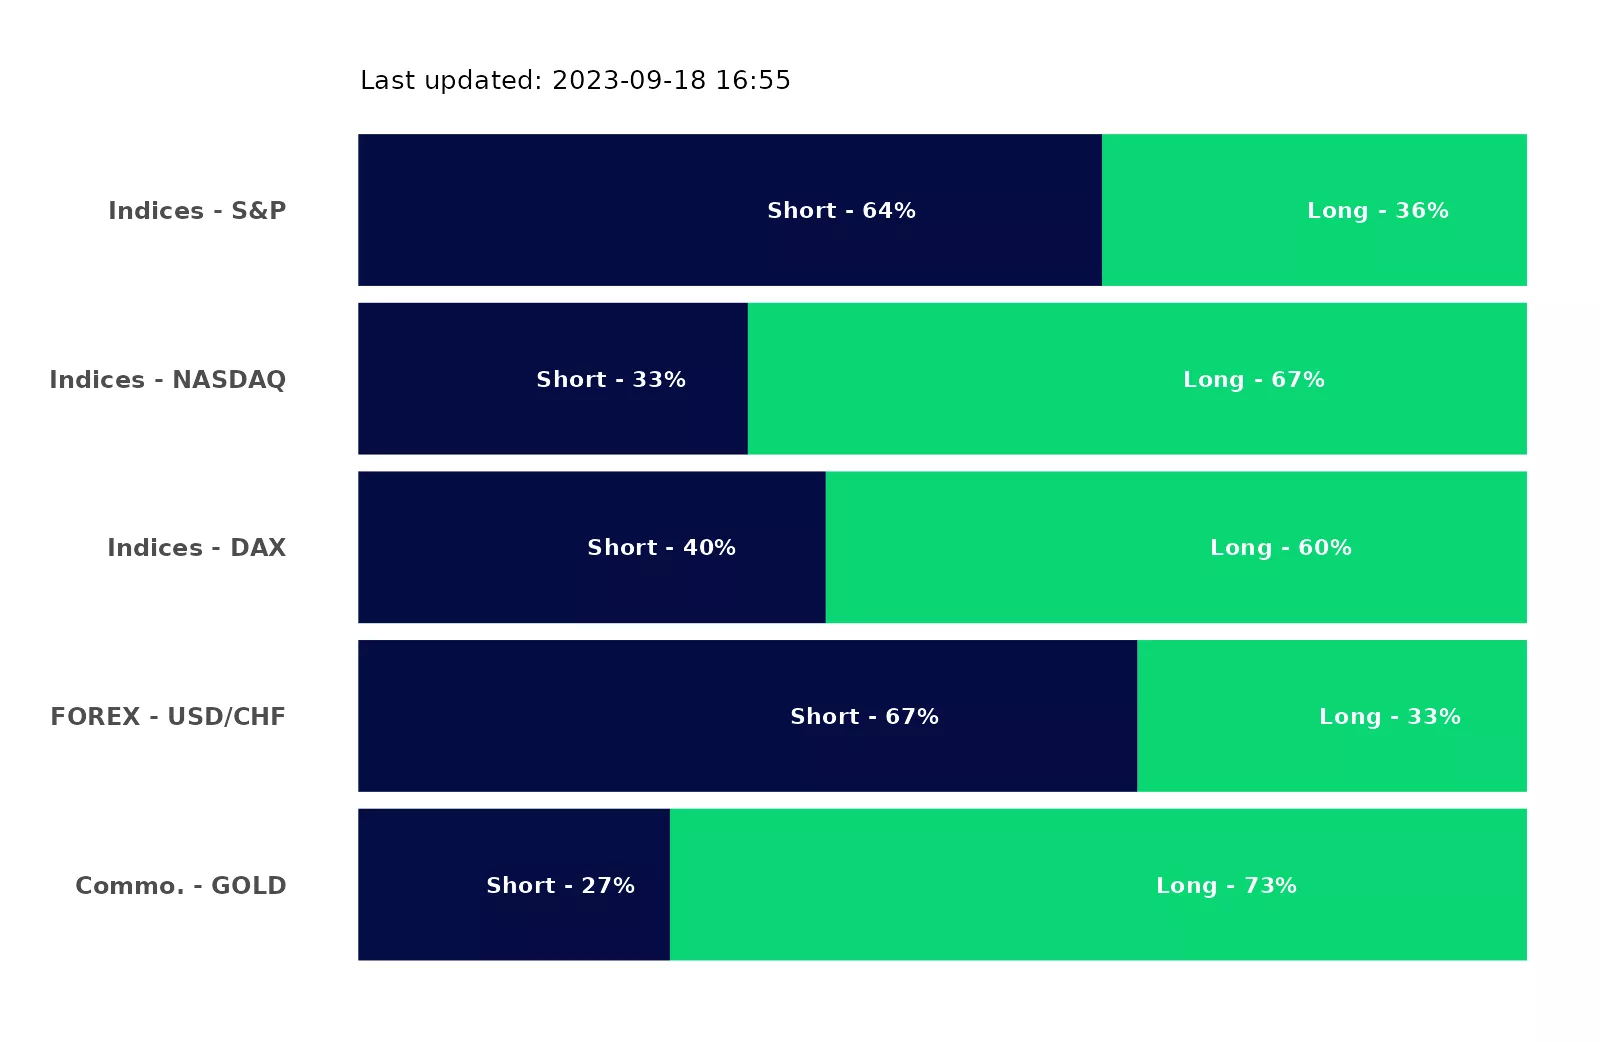 Last updated: 2023-09-18 16:55
Indices - S&P Short - 64% Long - 36%
Indices - NASDAQ Short - 33% Long - 67%
Indices - DAX Short - 40% Long - 60%
FOREX - USD/CHF Short - 67% Long - 33%
Commo. - GOLD Short - 27% Long - 73%